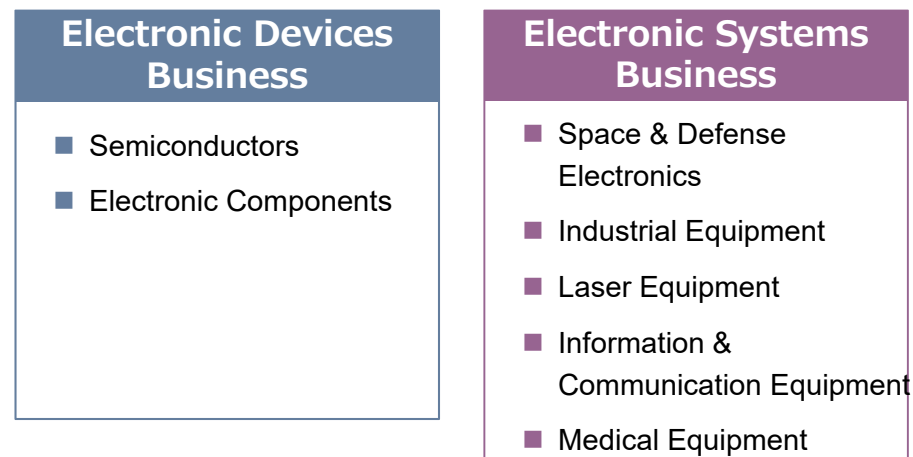 Electronic Devices
Business
Semiconductors
Electronic Components
Electronic Systems
Business
Space & Defense
Electronics
Industrial Equipment
Laser Equipment
Information &
Communication Equipment
Medical Equipment